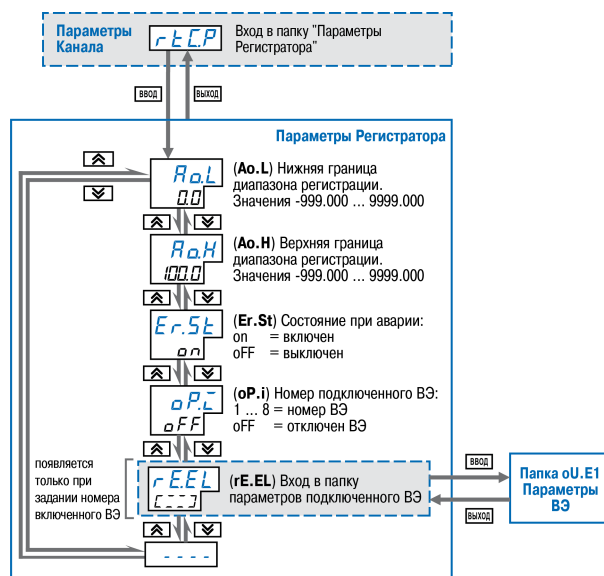 Параметры
Канала
rtC.P
Вход в папку "Параметры
Регистратора"
ВВОД
ВЫХОД
Параметры Регистратора
Ao.L
0.0
(Ao.L) Нижняя граница
диапазона регистрации.
Значения -999.000 ... 9999.000
Ao.H
100.0
(Ao.H) Верхняя граница
диапазона регистрации.
Значения -999.000 ... 9999.000
Er.St
on
(Er.St) Состояние при аварии:
on = включен
oFF = выключен
oP.i
oFF
(oP.i) Номер подключенного ВЭ:
1 ... 8 = номер ВЭ
oFF = отключен ВЭ
появляется
только при
задании номера
включенного ВЭ
rE.EL
[---]
(rE.EL) Вход в папку
параметров подключенного ВЭ
ВВОД
ВЫХОД
Папка oU.E1
Параметры
ВЭ
- - - -